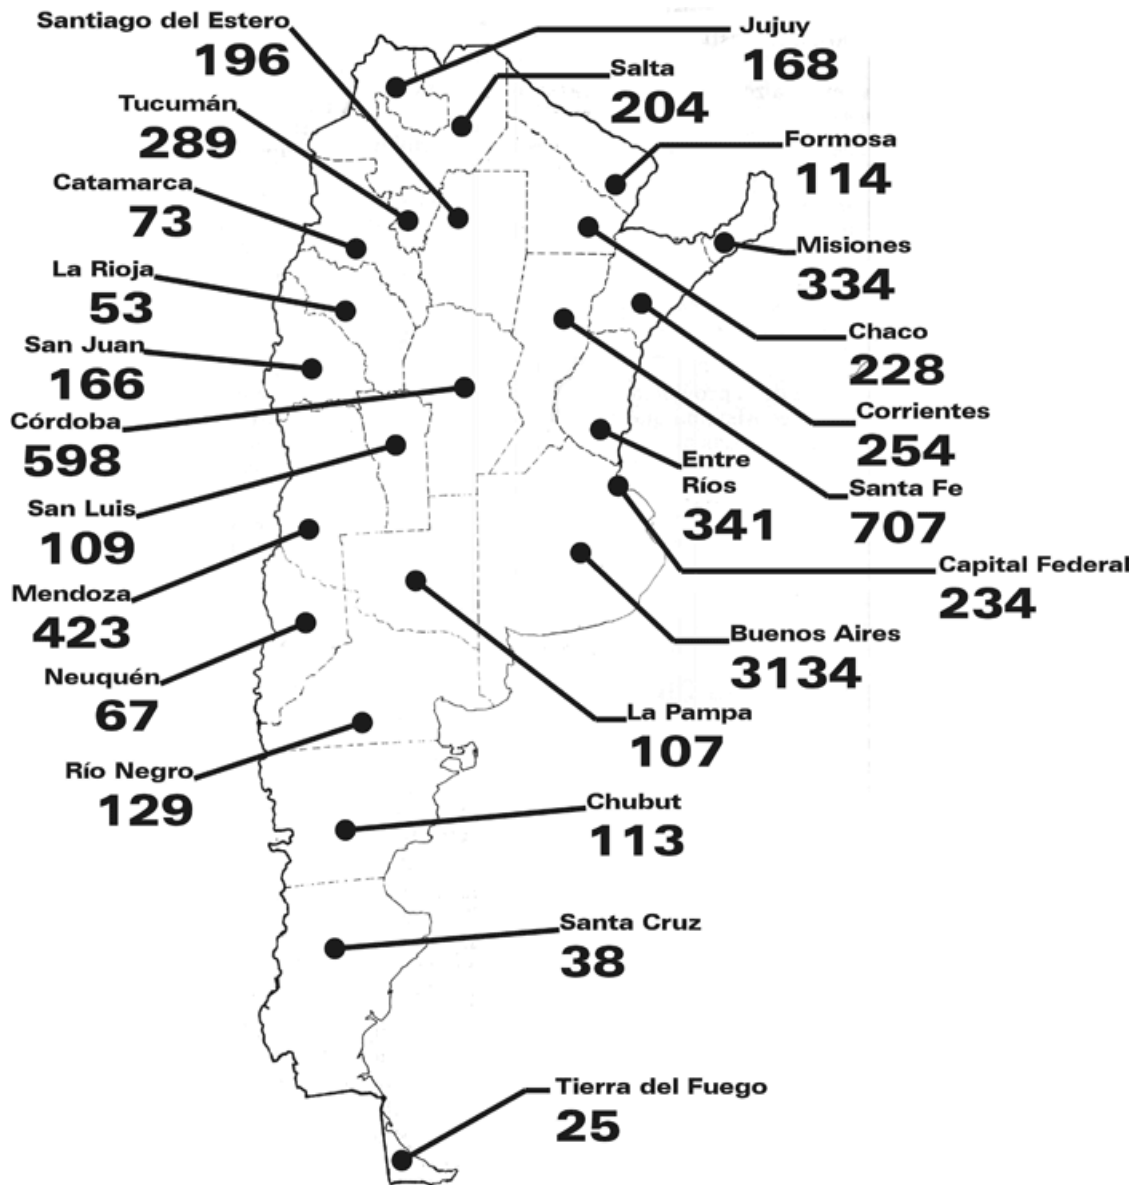 Santiago del Estero
196
Jujuy
168
Salta
204
Tucumán
289
Formosa
114
Catamarca
73
Misiones
334
La Rioja
53
Chaco
228
San Juan
166
Corrientes
254
Córdoba
598
Entre
Ríos
341
Santa Fe
707
San Luis
109
Capital Federal
234
Mendoza
423
Buenos Aires
3134
Neuquén
67
La Pampa
107
Río Negro
129
Chubut
113
Santa Cruz
38
Tierra del Fuego
25